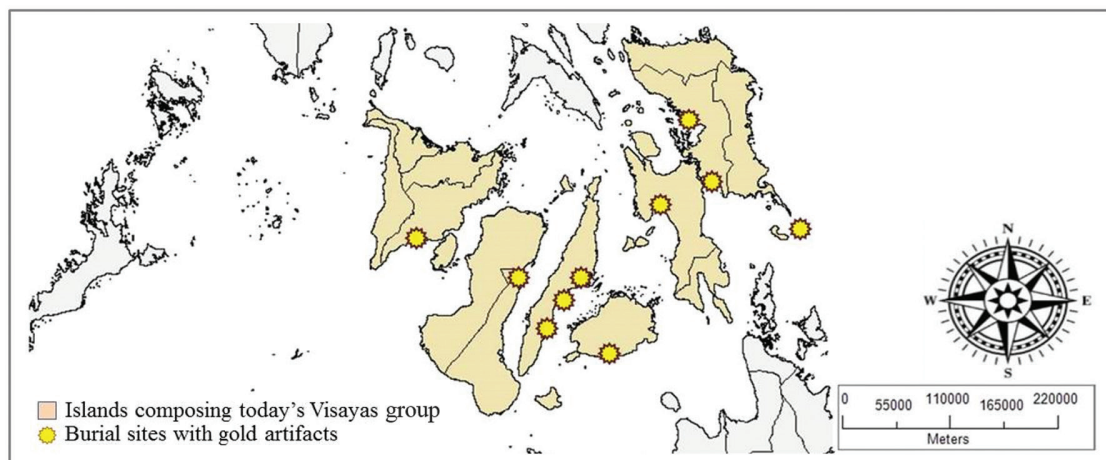 N
W
E
S
Islands composing today's Visayas group
Burial sites with gold artifacts
0 55000 110000 165000 220000
Meters